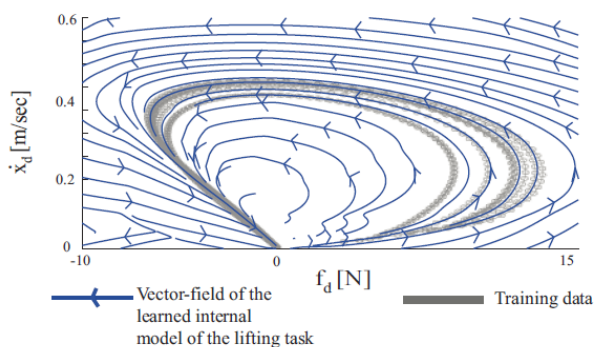 0.6
0.4
0.2
0
ẋd [m/sec]
-10
0
15
fd [N]
Vector-field of the
learned internal
model of the lifting task
Training data